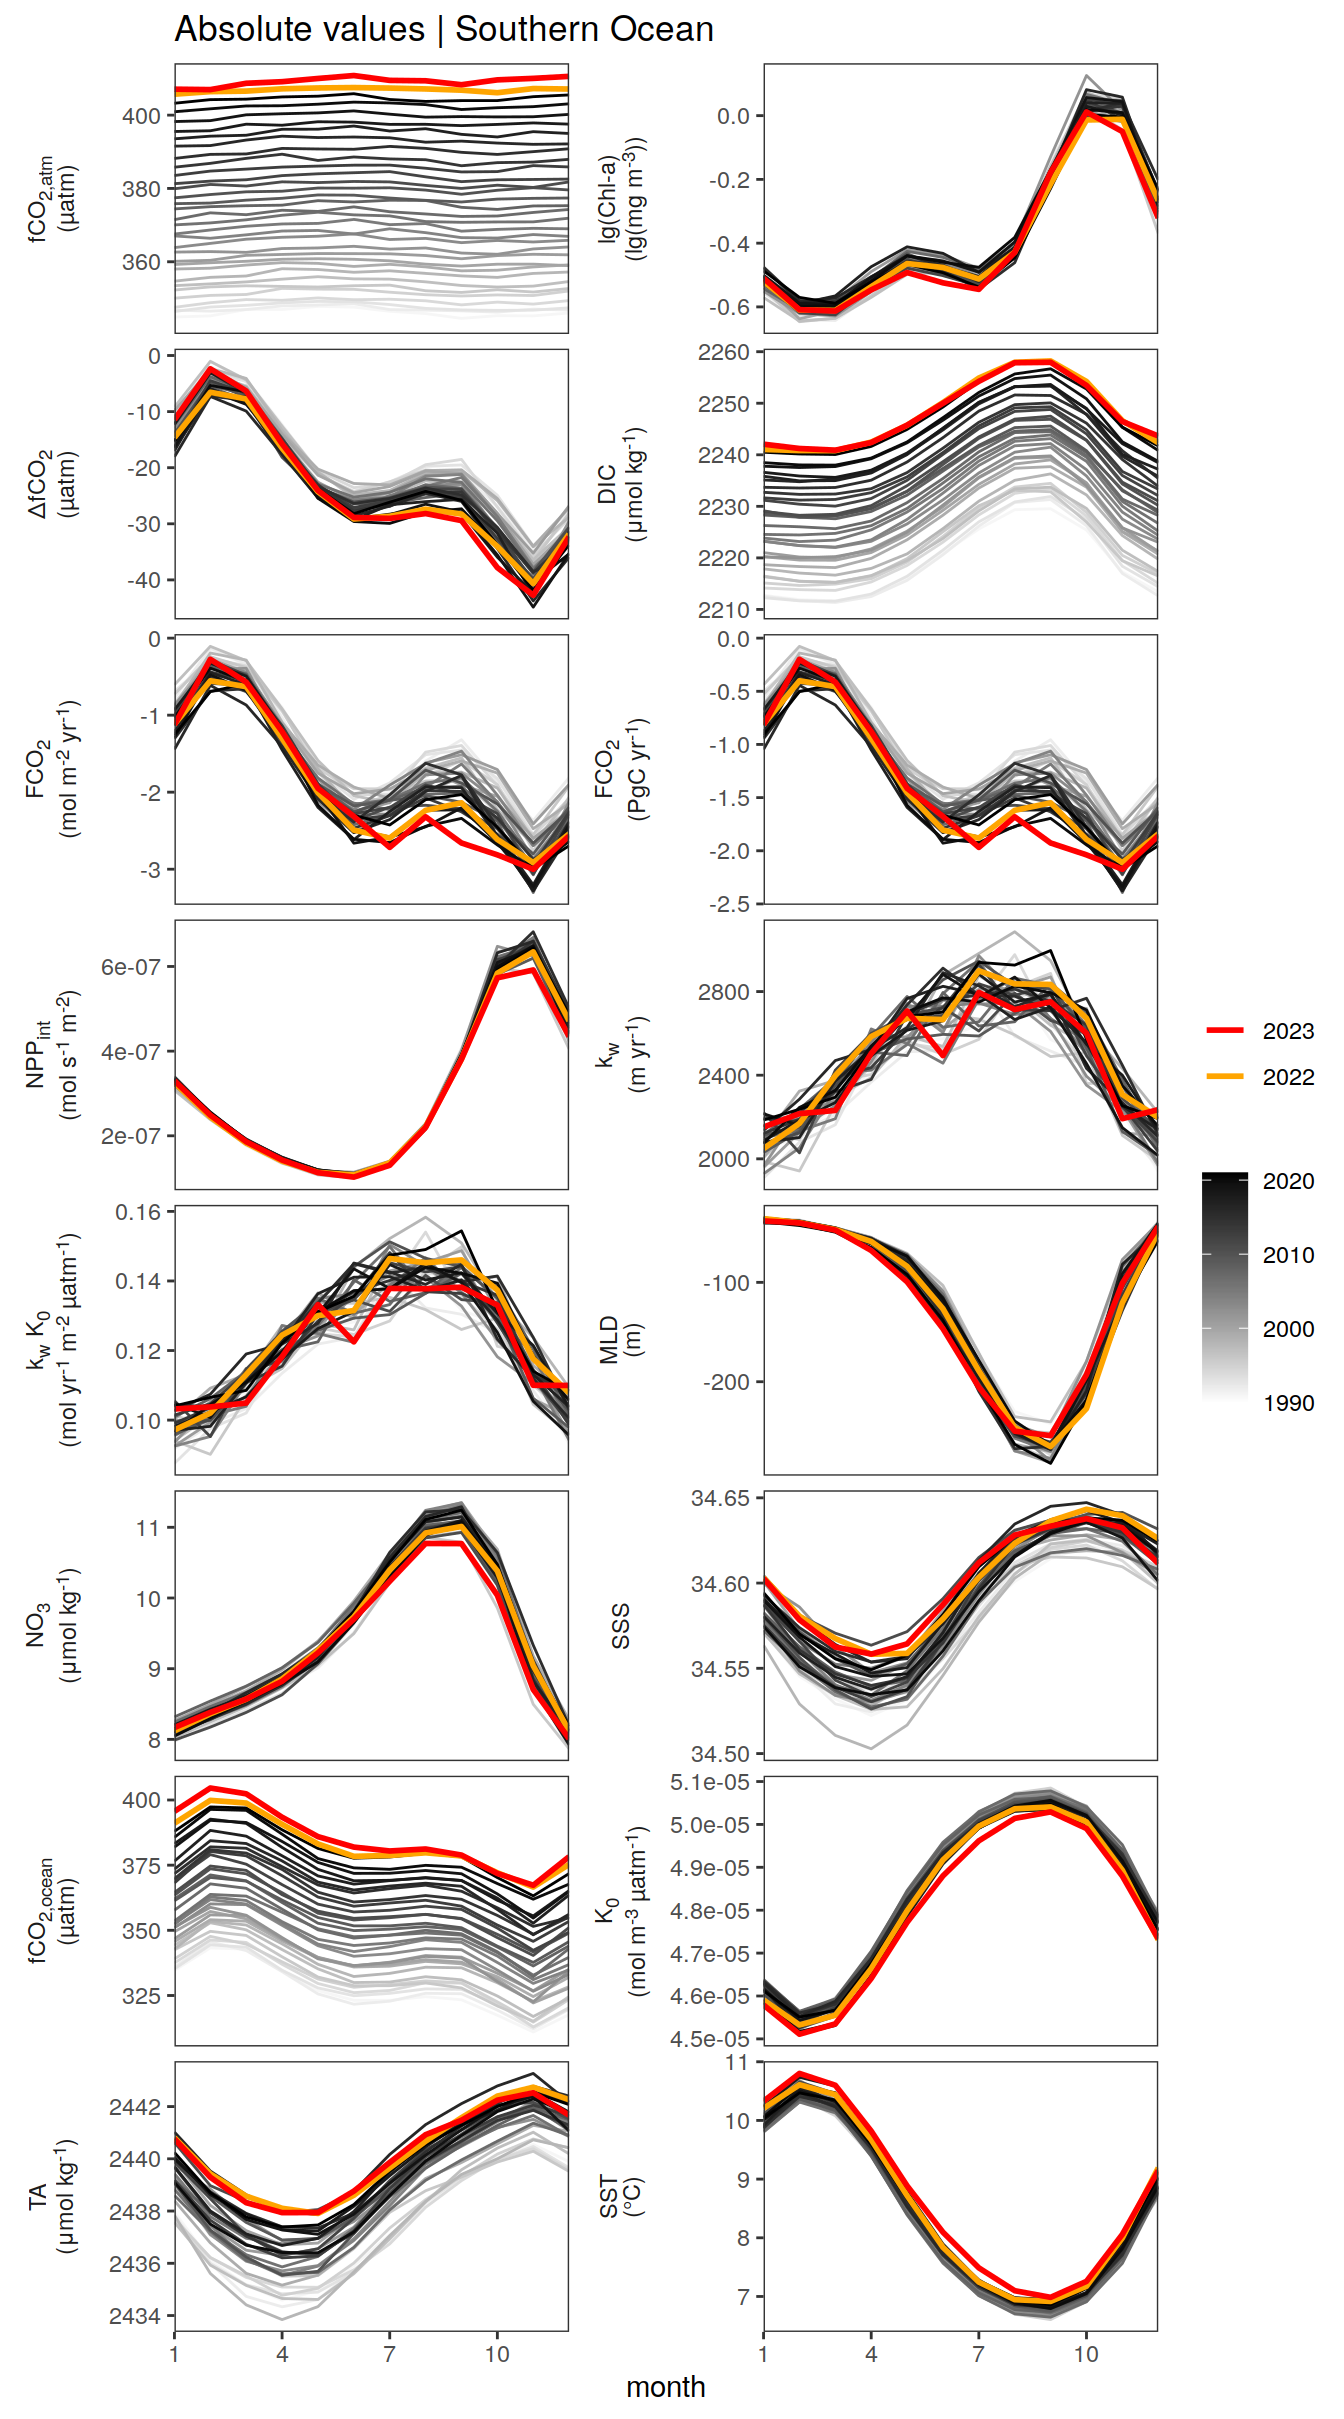 Absolute values | Southern Ocean
fCO2,atm
(µatm)
400
380
360
lg(Chl-a)
(lg(mg m-3))
0.0
-0.2
-0.4
-0.6
ΔfCO2
(µatm)
0
-10
-20
-30
-40
DIC
(µmol kg-1)
2260
2250
2240
2230
2220
2210
FCO2
(mol m-2 yr-1)
0
-1
-2
-3
FCO2
(PgC yr-1)
0.0
-0.5
-1.0
-1.5
-2.0
-2.5
NPPint
(mol s-1 m-2)
6e-07
4e-07
2e-07
kw
(m yr-1)
2800
2400
2000
kw K0
(mol yr-1 m-2 µatm-1)
0.16
0.14
0.12
0.10
MLD
(m)
-100
-200
NO3
(µmol kg-1)
11
10
9
8
SSS
34.65
34.60
34.55
34.50
fCO2,ocean
(µatm)
400
375
350
325
K0
(mol m-3 µatm-1)
5.1e-05
5.0e-05
4.9e-05
4.8e-05
4.7e-05
4.6e-05
4.5e-05
TA
(µmol kg-1)
2442
2440
2438
2436
2434
SST
(°C)
11
10
9
8
7
1 4 7 10
1 4 7 10
month
2023
2022
2020
2010
2000
1990